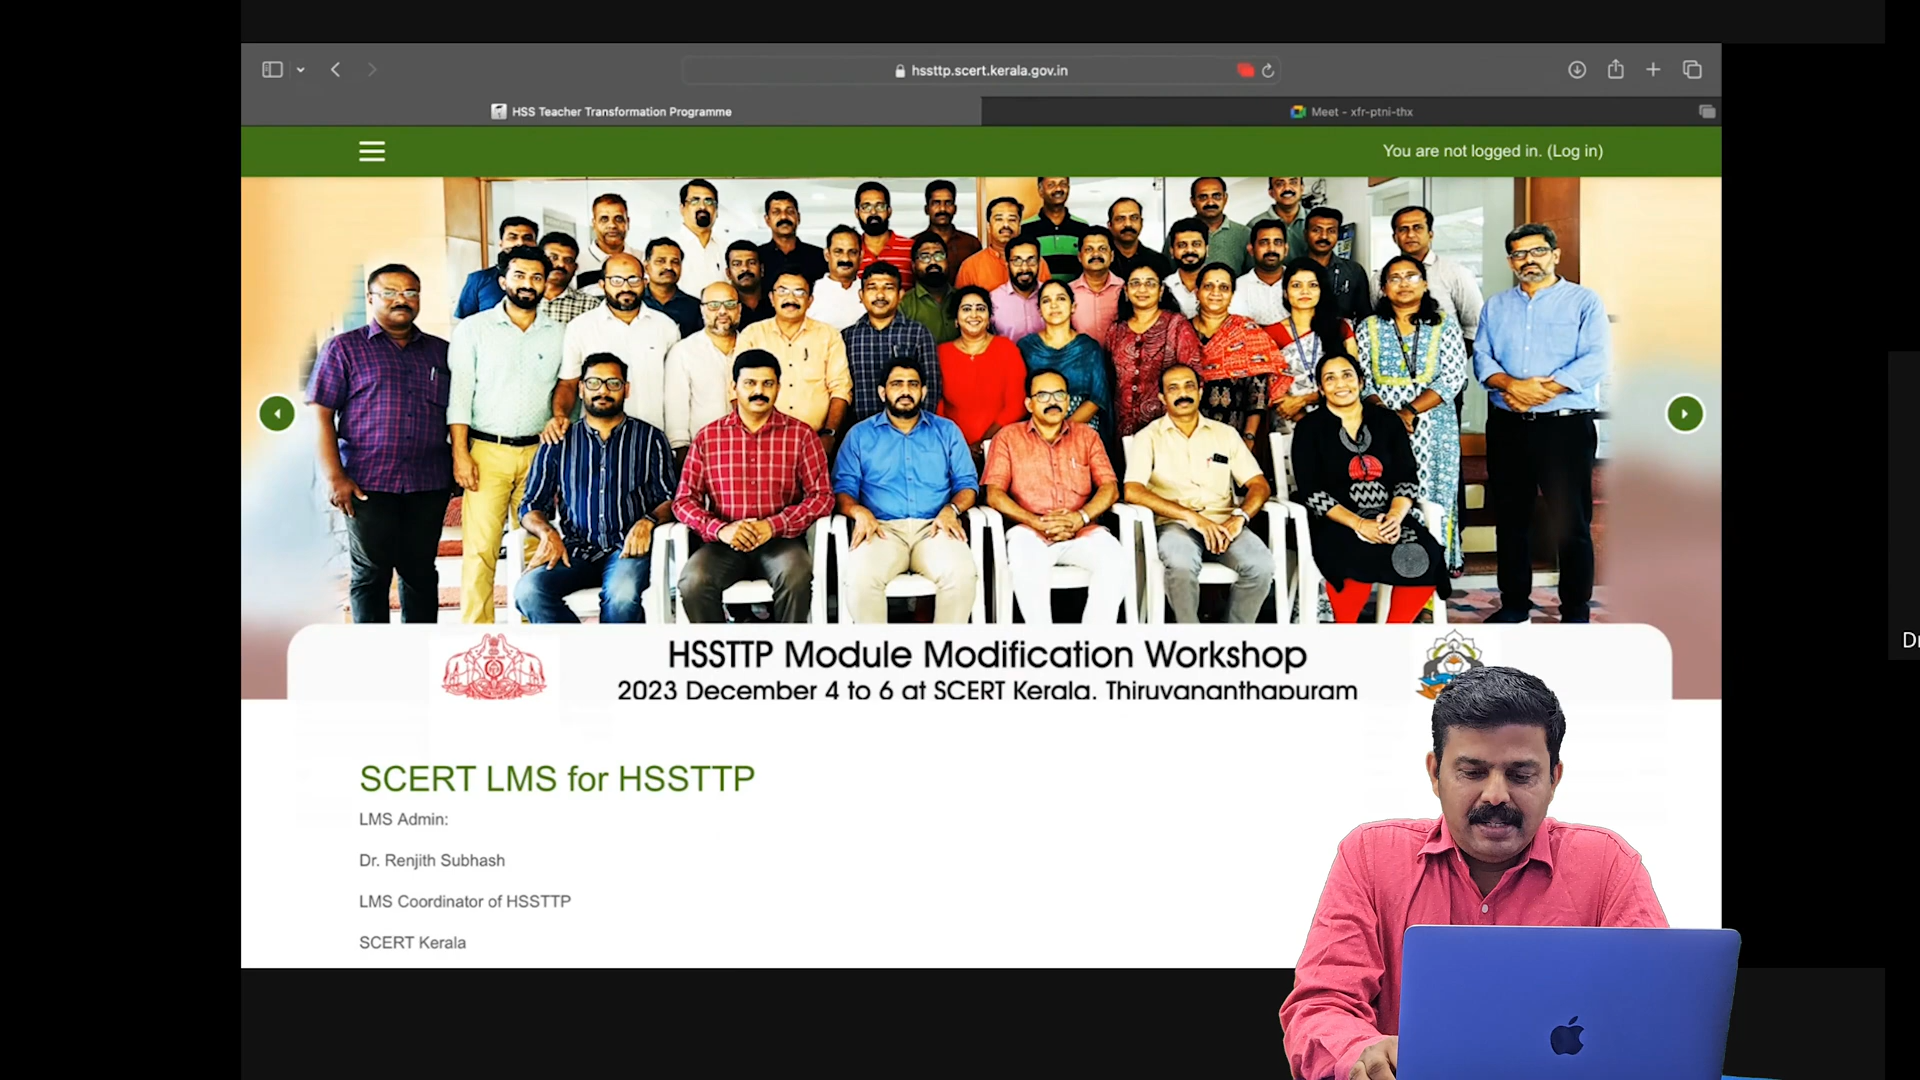 hssttp.scert.kerala.gov.in
HSS Teacher Transformation Programme
Meet - xfr-ptni-thx
You are not logged in. (Log in)
HSSTTP Module Modification Workshop
2023 December 4 to 6 at SCERT Kerala, Thiruvananthapuram
SCERT LMS for HSSTTP
LMS Admin:
Dr. Renjith Subhash
LMS Coordinator of HSSTTP
SCERT Kerala